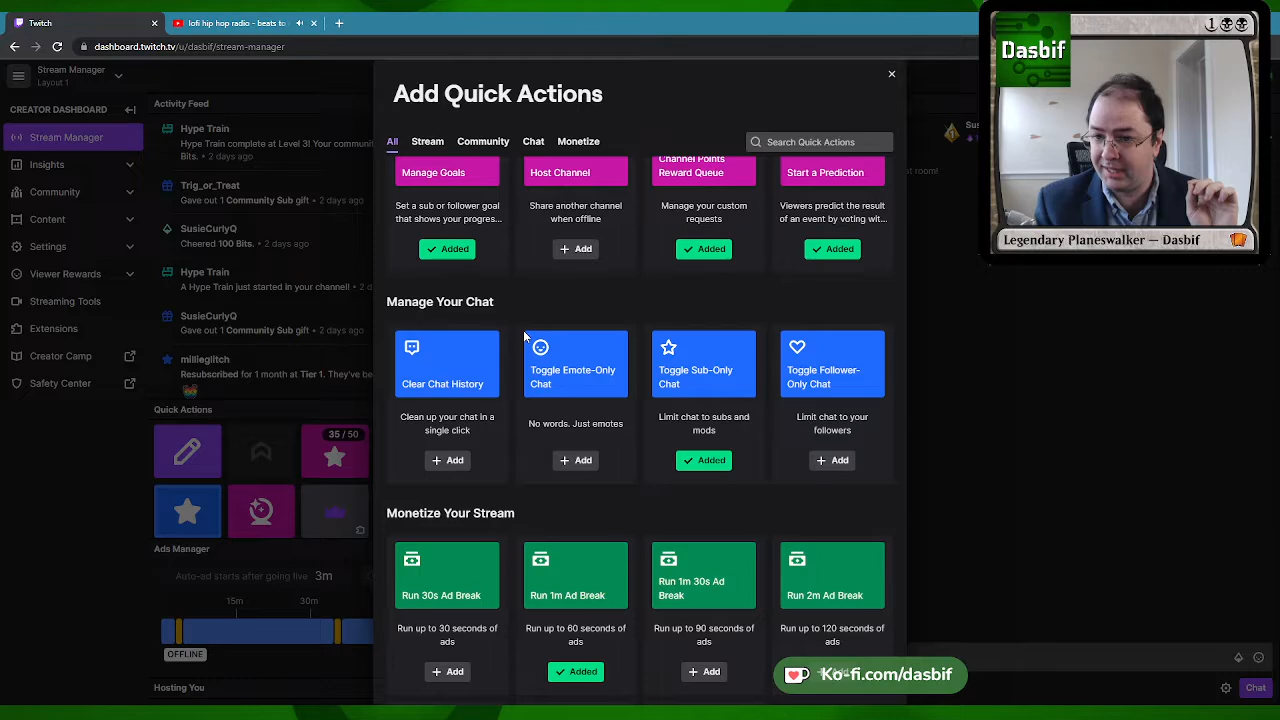 Twitch
lofi hip hop radio - beats to
dashboard.twitch.tv/u/dasbif/stream-manager
Stream Manager
Layout 1
CREATOR DASHBOARD
Stream Manager
Insights
Community
Content
Settings
Viewer Rewards
Streaming Tools
Extensions
Creator Camp
Safety Center
Activity Feed
Hype Train
Hype Train complete at Level 3! Your commun
Bits. • 2 days ago
Trig_or_Treat
Gave out 1 Community Sub gift • 2 days ago
SusieCurlyQ
Cheered 100 Bits. • 2 days ago
Hype Train
A Hype Train just started in your channel! • 2 d
SusieCurlyQ
Gave out 1 Community Sub gift • 2 days ago
millieglitch
Resubscribed for 1 month at Tier 1. They've be
Quick Actions
35 / 50
Ads Manager
Auto-ad starts after going live 3m
15m
30m
OFFLINE
Hosting You
Add Quick Actions
All
Stream
Community
Chat
Monetize
Search Quick Actions
Manage Goals
Host Channel
Channel Points
Reward Queue
Start a Prediction
Set a sub or follower goal
that shows your progres...
Share another channel
when offline
Manage your custom
requests
Viewers predict the result
of an event by voting wit...
Added
Add
Added
Added
Manage Your Chat
Clear Chat History
Toggle Emote-Only
Chat
Toggle Sub-Only
Chat
Toggle Follower-
Only Chat
Clean up your chat in a
single click
No words. Just emotes
Limit chat to subs and
mods
Limit chat to your
followers
Add
Add
Added
Add
Monetize Your Stream
Run 30s Ad Break
Run 1m Ad Break
Run 1m 30s Ad
Break
Run 2m Ad Break
Run up to 30 seconds of
ads
Run up to 60 seconds of
ads
Run up to 90 seconds of
ads
Run up to 120 seconds of
ads
Add
Added
Add
Ko-fi.com/dasbif
Sus
1
at room!
Chat
1
Dasbif
Legendary Planeswalker — Dasbif